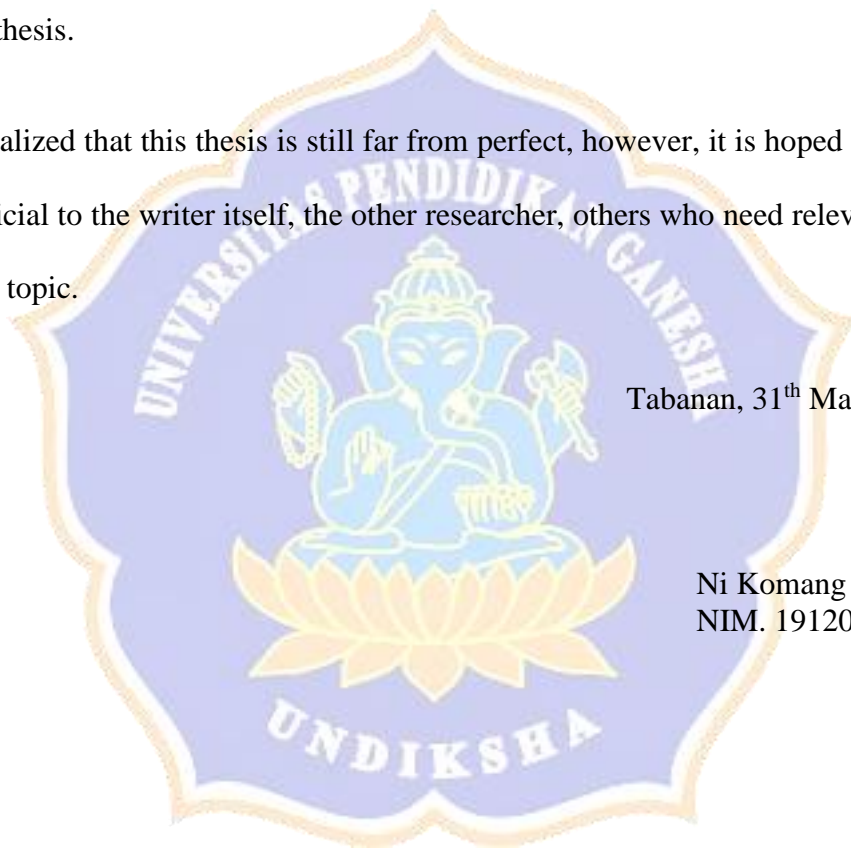 thesis.
alized that this thesis is still far from perfect, however, it is hoped
icial to the writer itself, the other researcher, others who need relev
topic.
UNIVERSITAS PENDIDIKAN GANESH
Tabanan, 31th Ma
Ni Komang
NIM. 19120
UNDIKSHA